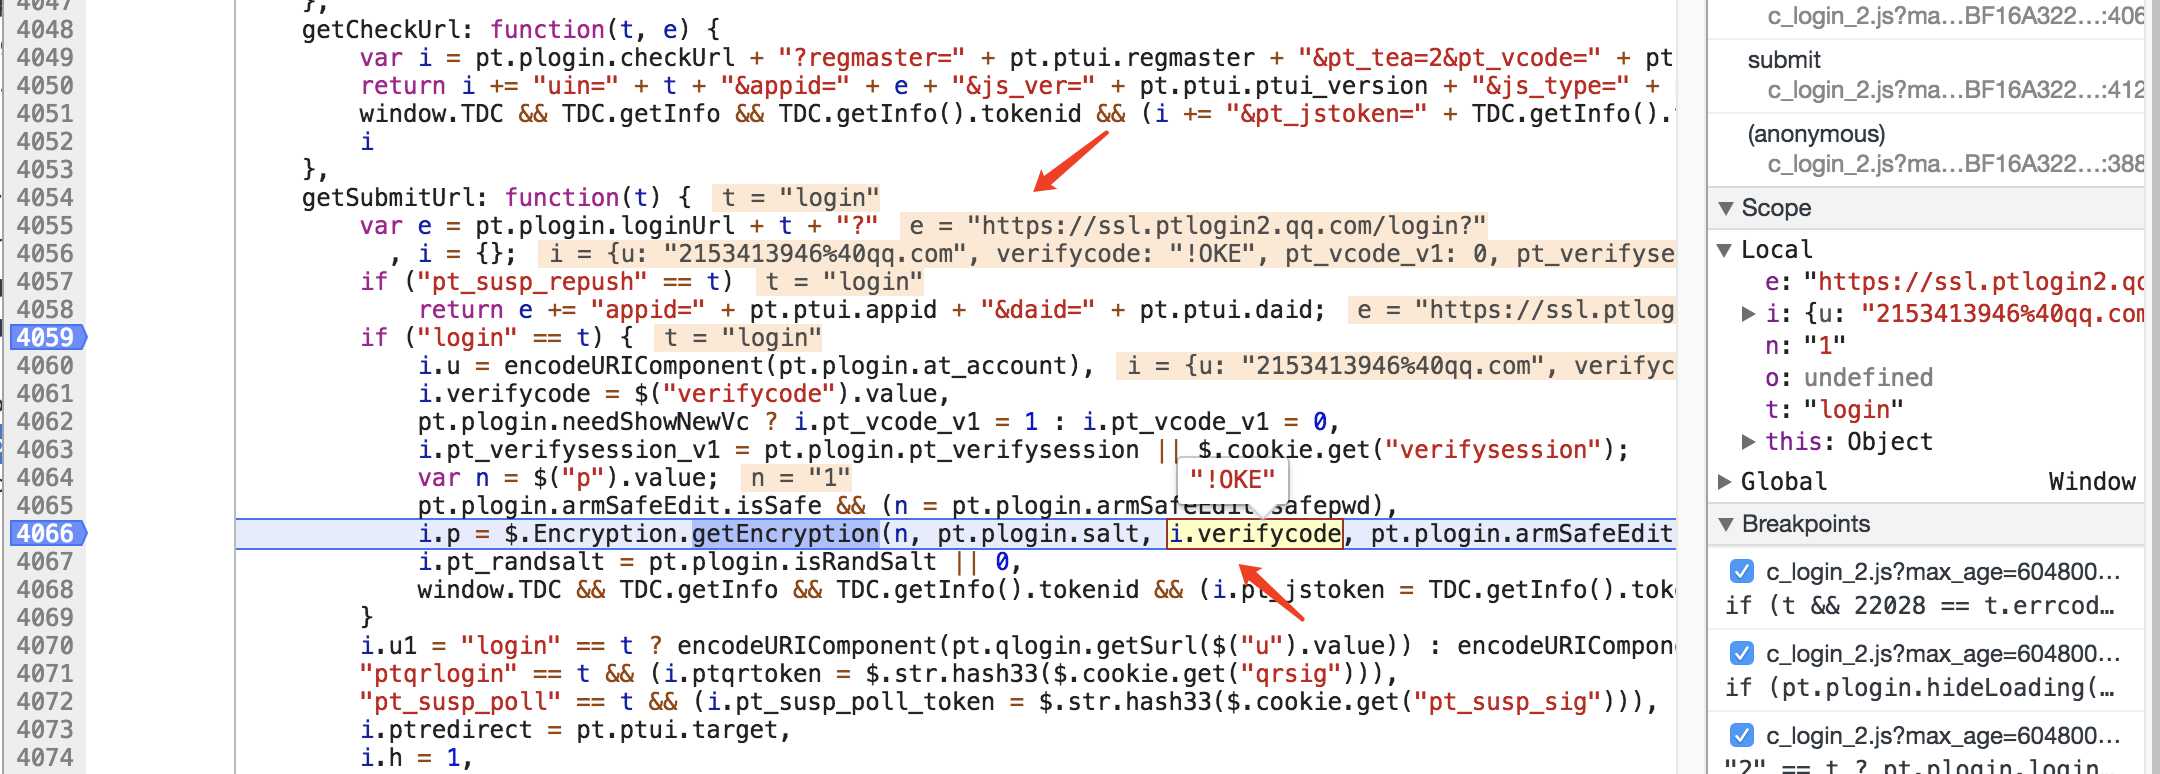 4047 },
4048 getCheckUrl: function(t, e) {
4049 var i = pt.plogin.checkUrl + "?regmaster=" + pt.ptui.regmaster + "&pt_tea=2&pt_vcode=" + pt
4050 return i += "uin=" + t + "&appid=" + e + "&js_ver=" + pt.ptui.ptui_version + "&js_type=" +
4051 window.TDC && TDC.getInfo && TDC.getInfo().tokenid && (i += "&pt_jstoken=" + TDC.getInfo().
4052 i
4053 },
4054 getSubmitUrl: function(t) { t = "login"
4055 var e = pt.plogin.loginUrl + t + "?" e = "https://ssl.ptlogin2.qq.com/login?"
4056 , i = {}; i = {u: "2153413946%40qq.com", verifycode: "!OKE", pt_vcode_v1: 0, pt_verifyse
4057 if ("pt_susp_repush" == t) t = "login"
4058 return e += "appid=" + pt.ptui.appid + "&daid=" + pt.ptui.daid; e = "https://ssl.ptlog
4059 if ("login" == t) { t = "login"
4060 i.u = encodeURIComponent(pt.plogin.at_account), i = {u: "2153413946%40qq.com", verifyc
4061 i.verifycode = $("verifycode").value,
4062 pt.plogin.needShowNewVc ? i.pt_vcode_v1 = 1 : i.pt_vcode_v1 = 0,
4063 i.pt_verifysession_v1 = pt.plogin.pt_verifysession || $.cookie.get("verifysession");
4064 var n = $("p").value; n = "1"
"!OKE"
4065 pt.plogin.armSafeEdit.isSafe && (n = pt.plogin.armSafeEdit.safepwd),
4066 i.p = $.Encryption.getEncryption(n, pt.plogin.salt, i.verifycode, pt.plogin.armSafeEdit
4067 i.pt_randsalt = pt.plogin.isRandSalt || 0,
4068 window.TDC && TDC.getInfo && TDC.getInfo().tokenid && (i.pt_jstoken = TDC.getInfo().tok
4069 }
4070 i.u1 = "login" == t ? encodeURIComponent(pt.qlogin.getSurl($("u").value)) : encodeURICompon
4071 "ptqrlogin" == t && (i.ptqrtoken = $.str.hash33($.cookie.get("qrsig"))),
4072 "pt_susp_poll" == t && (i.pt_susp_poll_token = $.str.hash33($.cookie.get("pt_susp_sig"))),
4073 i.ptredirect = pt.ptui.target,
4074 i.h = 1,
c_login_2.js?ma...BF16A322...:406
submit
c_login_2.js?ma...BF16A322...:412
(anonymous)
c_login_2.js?ma...BF16A322...:388
Scope
Local
e: "https://ssl.ptlogin2.qq
i: {u: "2153413946%40qq.com
n: "1"
o: undefined
t: "login"
this: Object
Global Window
Breakpoints
c_login_2.js?max_age=604800...
if (t && 22028 == t.errcod...
c_login_2.js?max_age=604800...
if (pt.plogin.hideLoading(...
c_login_2.js?max_age=604800...
"2" == t ? pt.plogin.login...